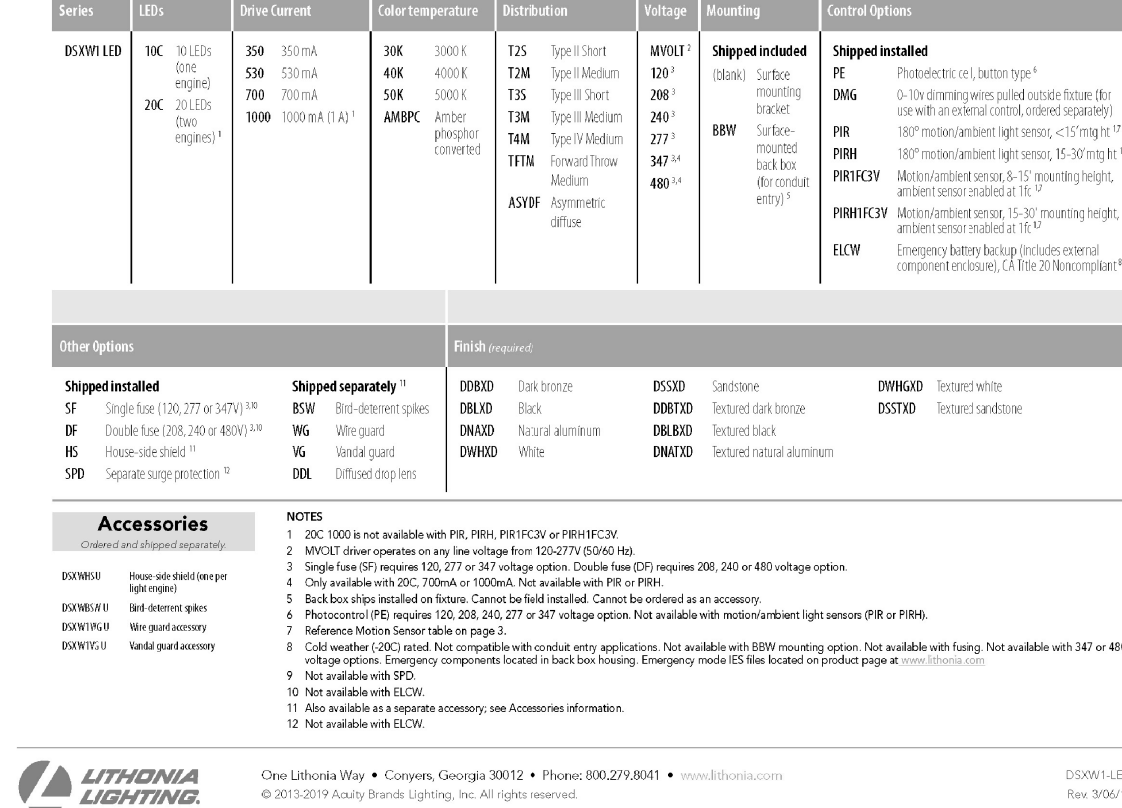 Series
LEDs
Drive Current
Color temperature
Distribution
Voltage
Mounting
Control Options
DSXW1 LED
10C 10 LEDs
(one
engine)
20C 20 LEDs
(two
engines) 1
350 350 mA
530 530 mA
700 700 mA
1000 1000 mA (1 A) 1
30K 3000 K
40K 4000 K
50K 5000 K
AMBPC Amber
phosphor
converted
T2S Type II Short
T2M Type II Medium
T3S Type III Short
T3M Type III Medium
T4M Type IV Medium
TFTM Forward Throw
Medium
ASYDF Asymmetric
diffuse
MVOLT 2
120 3
208 3
240 3
277 3
347 3,4
480 3,4
Shipped included
(blank) Surface
mounting
bracket
BBW Surface-
mounted
back box
(for conduit
entry) 5
Shipped installed
PE Photoelectric cell, button type 6
DMG 0-10v dimming wires pulled outside fixture (for
use with an external control, ordered separately)
PIR 180° motion/ambient light sensor, <15' mtg ht 1,7
PIRH 180° motion/ambient light sensor, 15-30' mtg ht 1
PIR1FC3V Motion/ambient sensor, 8-15' mounting height,
ambient sensor enabled at 1fc 1,7
PIRH1FC3V Motion/ambient sensor, 15-30' mounting height,
ambient sensor enabled at 1fc 1,7
ELCW Emergency battery backup (includes external
component enclosure), CA Title 20 Noncompliant 8
Other Options
Finish (required)
Shipped installed
SF Single fuse (120, 277 or 347V) 3,10
DF Double fuse (208, 240 or 480V) 3,10
HS House-side shield 11
SPD Separate surge protection 12
Shipped separately 11
BSW Bird-deterrent spikes
WG Wire guard
VG Vandal guard
DDL Diffused drop lens
DDBXD Dark bronze
DBLXD Black
DNAXD Natural aluminum
DWHXD White
DSSXD Sandstone
DDBTXD Textured dark bronze
DBLBXD Textured black
DNATXD Textured natural aluminum
DWHGXD Textured white
DSSTXD Textured sandstone
Accessories
Ordered and shipped separately.
DSXWHS U House-side shield (one per
light engine)
DSXWBSW U Bird-deterrent spikes
DSXW1WG U Wire guard accessory
DSXW1VG U Vandal guard accessory
NOTES
1 20C 1000 is not available with PIR, PIRH, PIR1FC3V or PIRH1FC3V.
2 MVOLT driver operates on any line voltage from 120-277V (50/60 Hz).
3 Single fuse (SF) requires 120, 277 or 347 voltage option. Double fuse (DF) requires 208, 240 or 480 voltage option.
4 Only available with 20C, 700mA or 1000mA. Not available with PIR or PIRH.
5 Back box ships installed on fixture. Cannot be field installed. Cannot be ordered as an accessory.
6 Photocontrol (PE) requires 120, 208, 240, 277 or 347 voltage option. Not available with motion/ambient light sensors (PIR or PIRH).
7 Reference Motion Sensor table on page 3.
8 Cold weather (-20C) rated. Not compatible with conduit entry applications. Not available with BBW mounting option. Not available with fusing. Not available with 347 or 48
voltage options. Emergency components located in back box housing. Emergency mode IES files located on product page at www.lithonia.com
9 Not available with SPD.
10 Not available with ELCW.
11 Also available as a separate accessory; see Accessories information.
12 Not available with ELCW.
LITHONIA
LIGHTING.
One Lithonia Way • Conyers, Georgia 30012 • Phone: 800.279.8041 • www.lithonia.com
© 2013-2019 Acuity Brands Lighting, Inc. All rights reserved.
DSXW1-LE
Rev. 3/06/